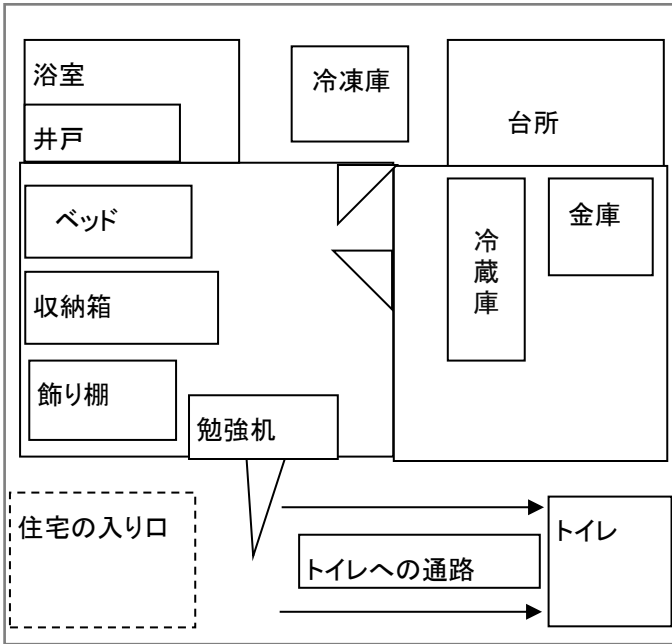 浴室
冷凍庫
台所
井戸
ベッド
冷蔵庫
金庫
収納箱
飾り棚
勉強机
住宅の入り口
トイレ
トイレへの通路